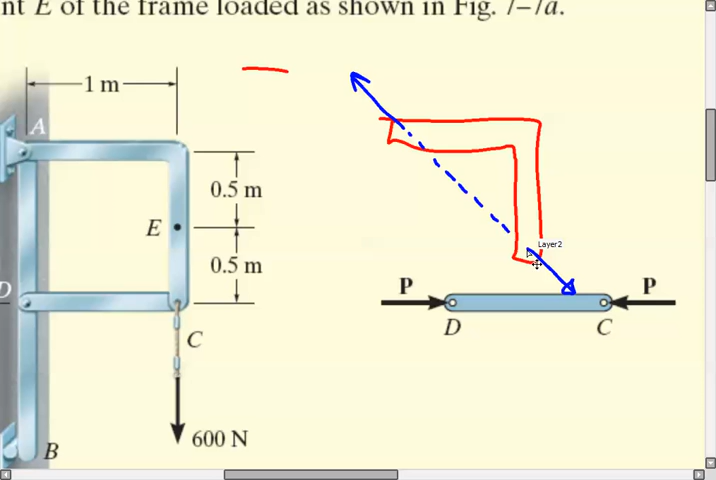 nt E of the frame loaded as shown in Fig. 7–7a.
1 m
A
0.5 m
E
0.5 m
Layer2
D
P
P
D
C
C
600 N
B